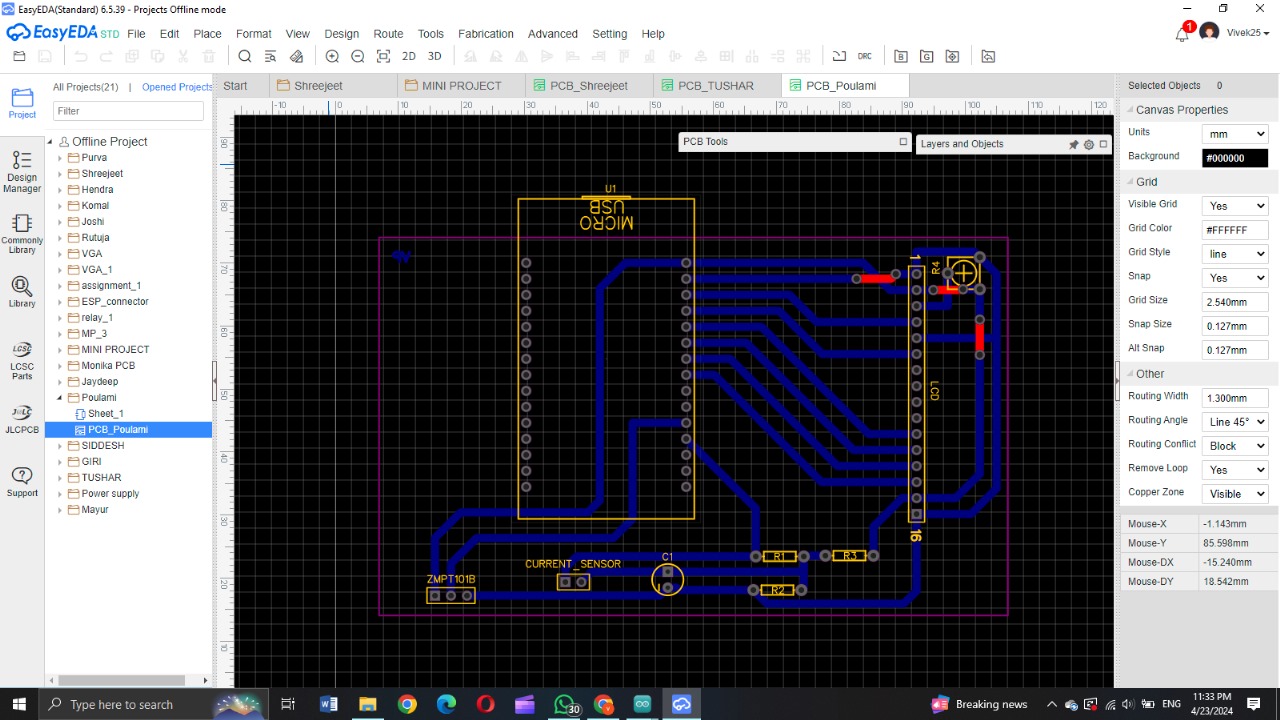 EasyEDA(Standard) 6.5.39 - Projects Offline mode
EasyEDA STD File Edit Place Format View Design Route Tools Fabrication Advanced Setting Help 1 Vivek25
2D 3D DRC B G
Project
Design Manager
Commonly Library
Library
LCSC Parts
JLCPCB
Support
All Projects(1) | Opened Projects
Filter
Offline Project
Purva
Shreejeet
Hendra
Komal
Joshi
Rutuja
VGA
VGA_1
assignment_1
ESP_common
relay_1
MP_3
MINI PROJECT
Monika PCB
Jaydeep
Poulami
PCB_Poulami
SIDDESH
GIRI
TUSHAR
Mayur
Start Shreejeet MINI PROJECT PCB_Shreejeet PCB_TUSHAR PCB_Poulami
-10 0 10 20 30 40 50 60 70 80 90 100 110 120
90
80
70
60
50
40
30
20
10
PCB Tools
Layers and Objects
U1
MICRO
USB
1
R4
LCD
16
CURRENT_SENSOR
C1
R1
R3
ZMPT101B
R2
Selected Objects 0
Canvas Properties
Units mm
Background #000000
Grid
Visible Grid Yes
Grid Color #FFFFFF
Grid Style line
Snap Yes
Grid Size 2.540mm
Snap Size 0.127mm
Alt Snap 0.127mm
Other
Routing Width 1.300mm
Routing Angle Line 45°
Routing Conflict Block
Remove Loop Yes
Copper Zone Visible
Mouse-X -1.143mm
Mouse-Y 85.598mm
Mouse-DX -15.240mm
Mouse-DY 18.542mm
Type here to search
30
Breaking news
ENG
11:33 PM